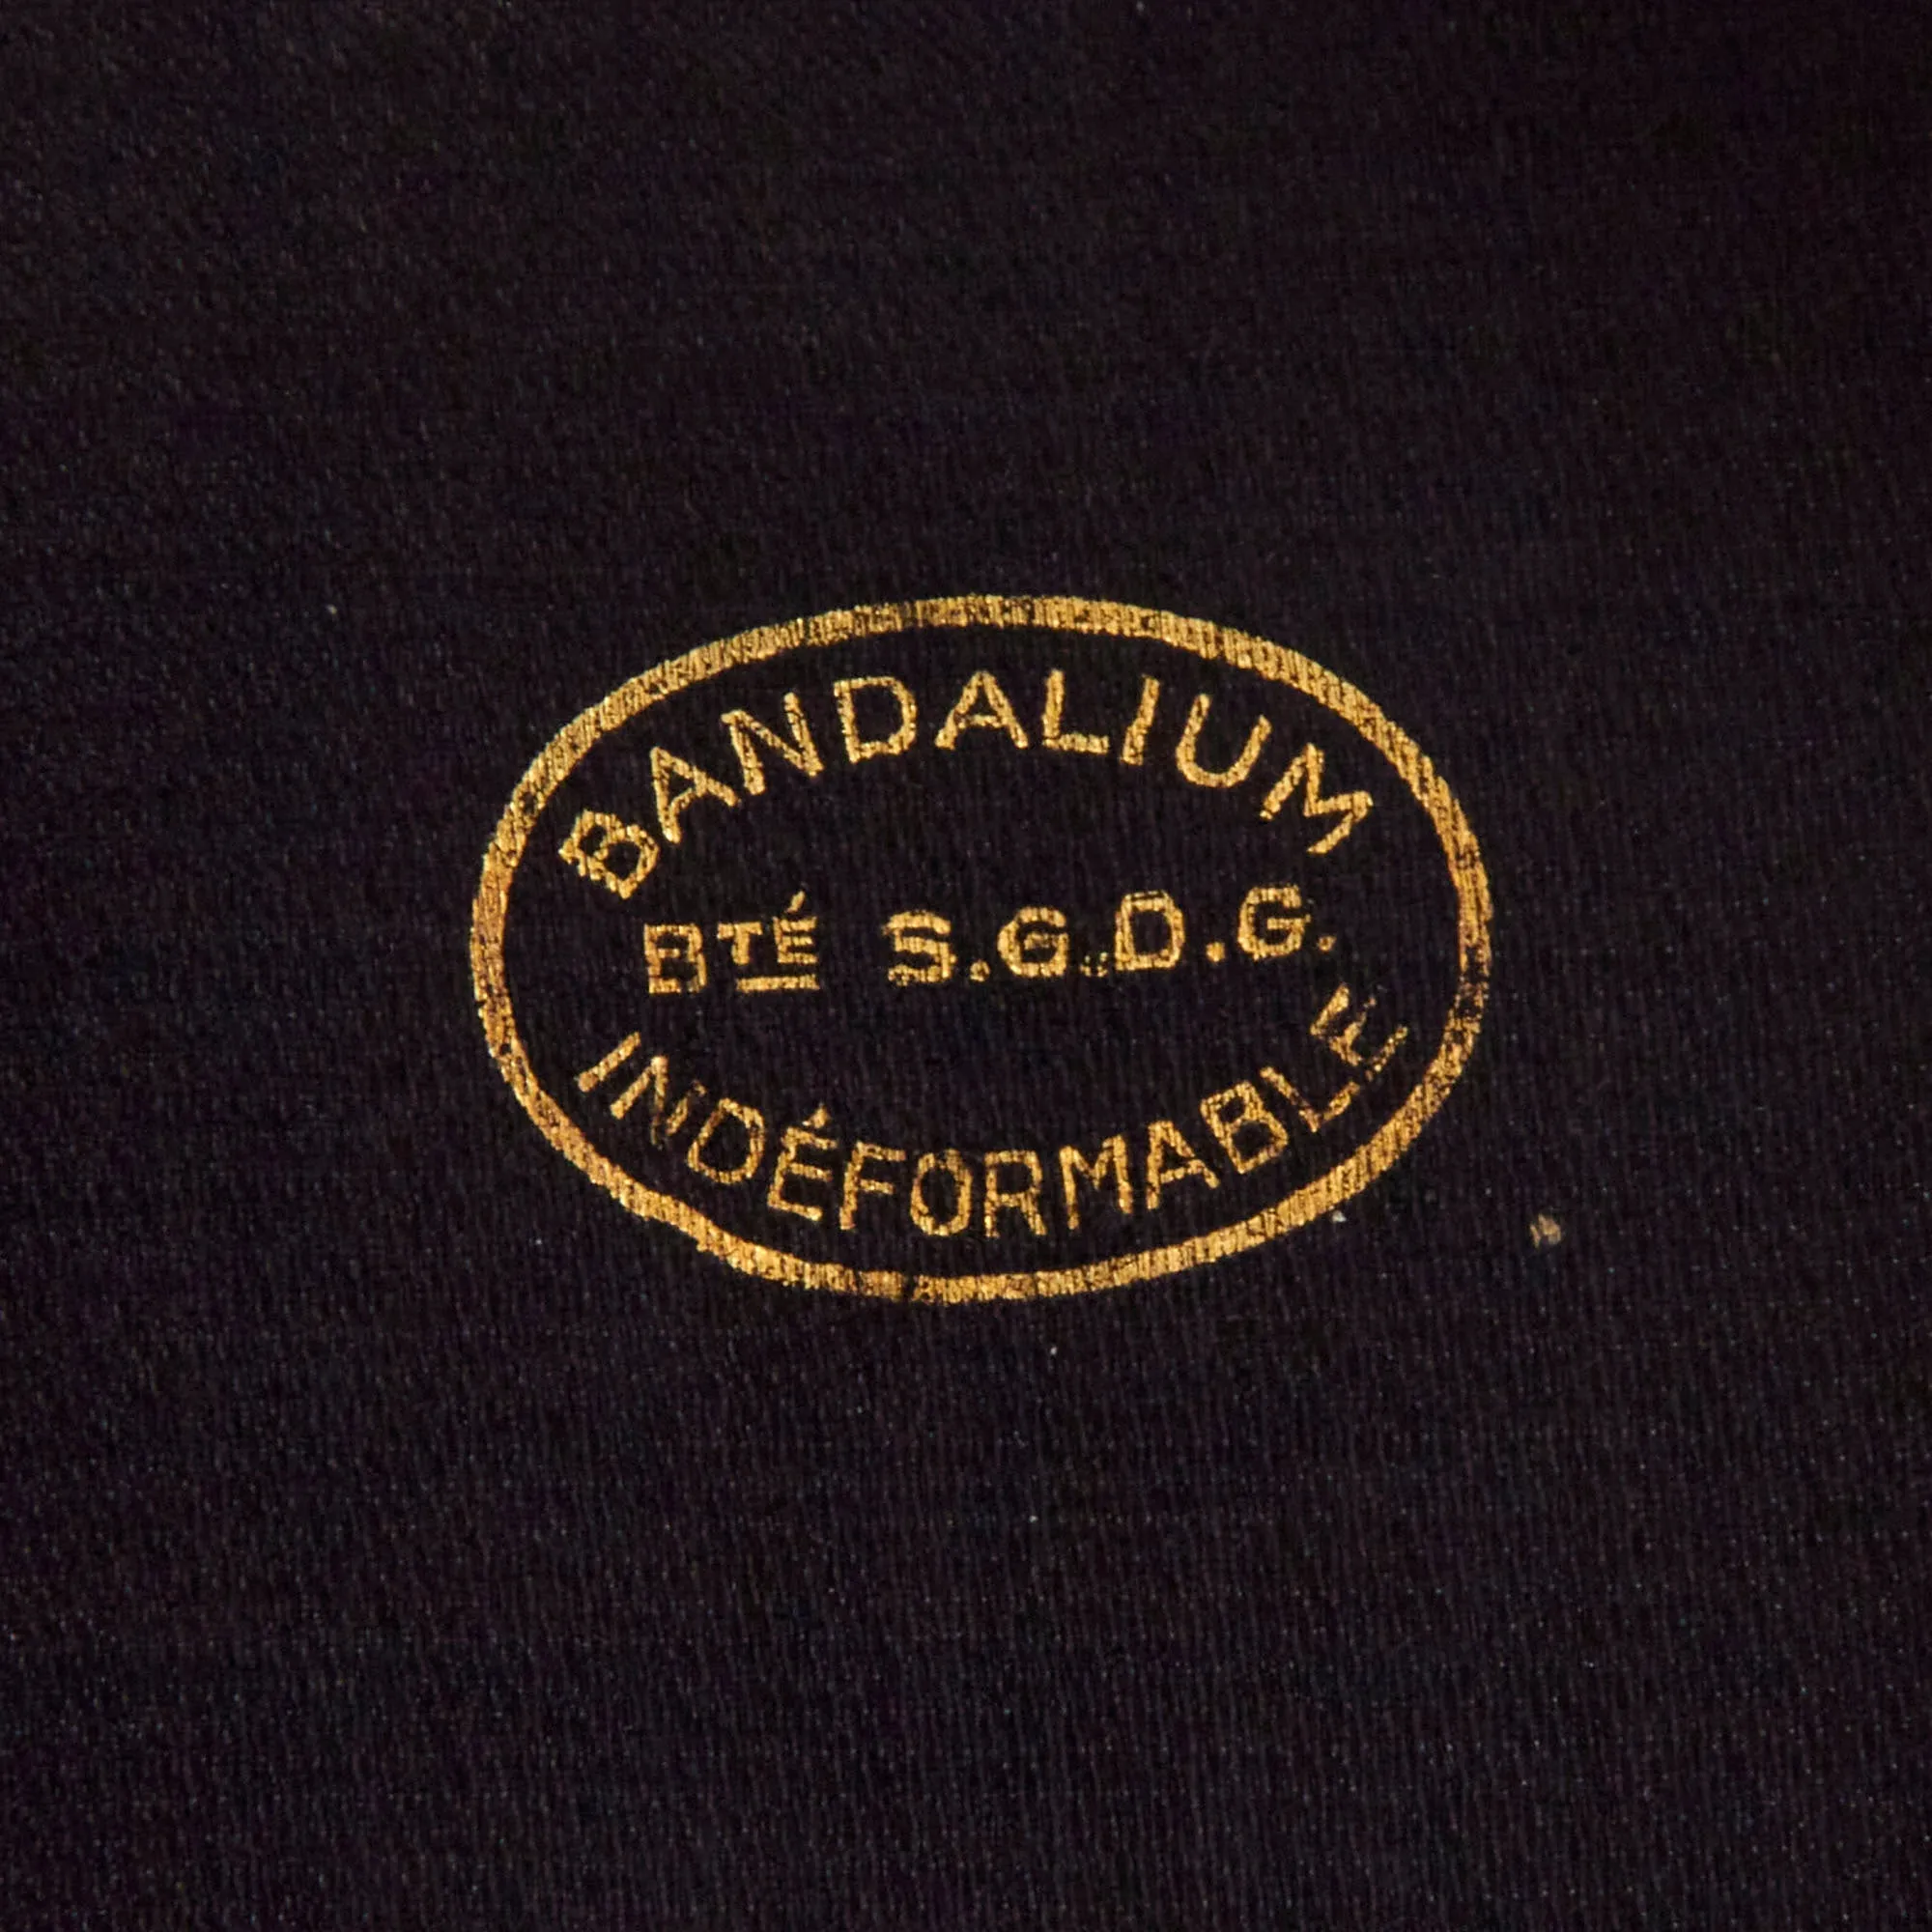 BANDALIUM
BTÉ S.G.D.G.
INDÉFORMABLE